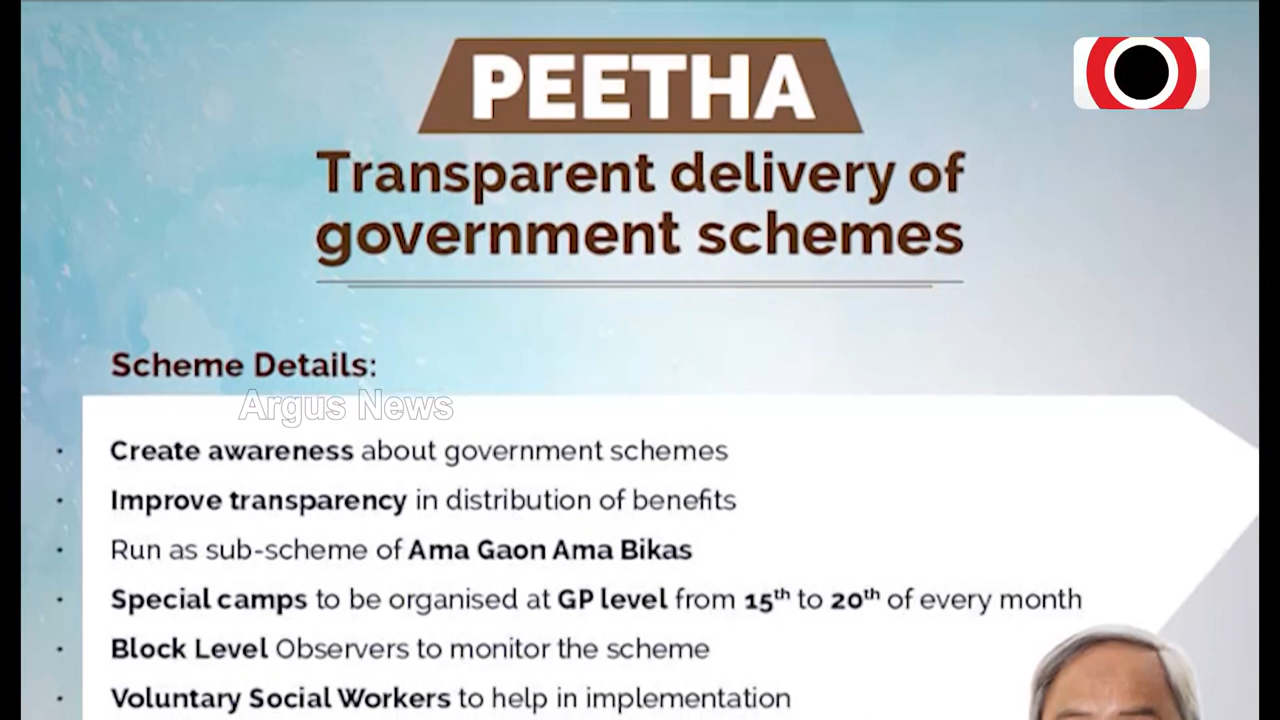 PEETHA
Transparent delivery of
government schemes
Scheme Details:
Argus News
· Create awareness about government schemes
· Improve transparency in distribution of benefits
· Run as sub-scheme of Ama Gaon Ama Bikas
· Special camps to be organised at GP level from 15th to 20th of every month
· Block Level Observers to monitor the scheme
· Voluntary Social Workers to help in implementation